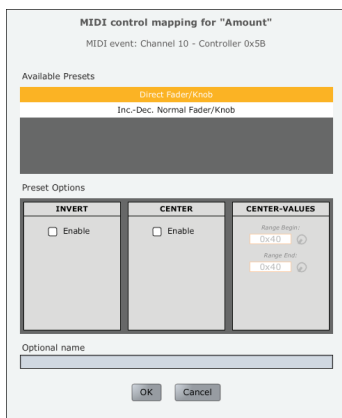 MIDI control mapping for "Amount"
MIDI event: Channel 10 - Controller 0x5B
Available Presets
Direct Fader/Knob
Inc.-Dec. Normal Fader/Knob
Preset Options
INVERT
Enable
CENTER
Enable
CENTER-VALUES
Range Begin:
0x40
Range End:
0x40
Optional name
OK
Cancel